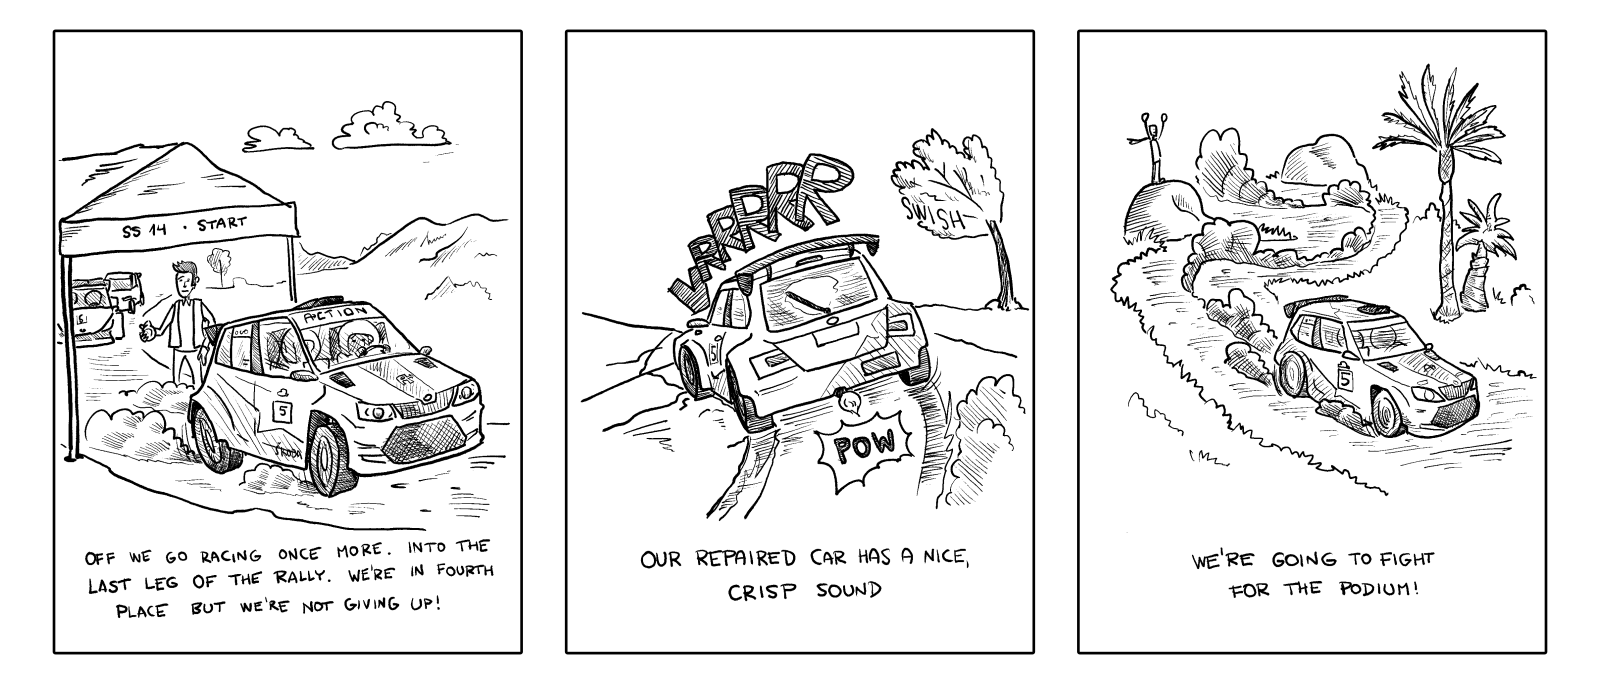 SS 14 · START
ACTION
5
ŠKODA
OFF WE GO RACING ONCE MORE. INTO THE
LAST LEG OF THE RALLY. WE'RE IN FOURTH
PLACE BUT WE'RE NOT GIVING UP!
VRRRRR
SWISH
5
POW
OUR REPAIRED CAR HAS A NICE,
CRISP SOUND
5
WE'RE GOING TO FIGHT
FOR THE PODIUM!